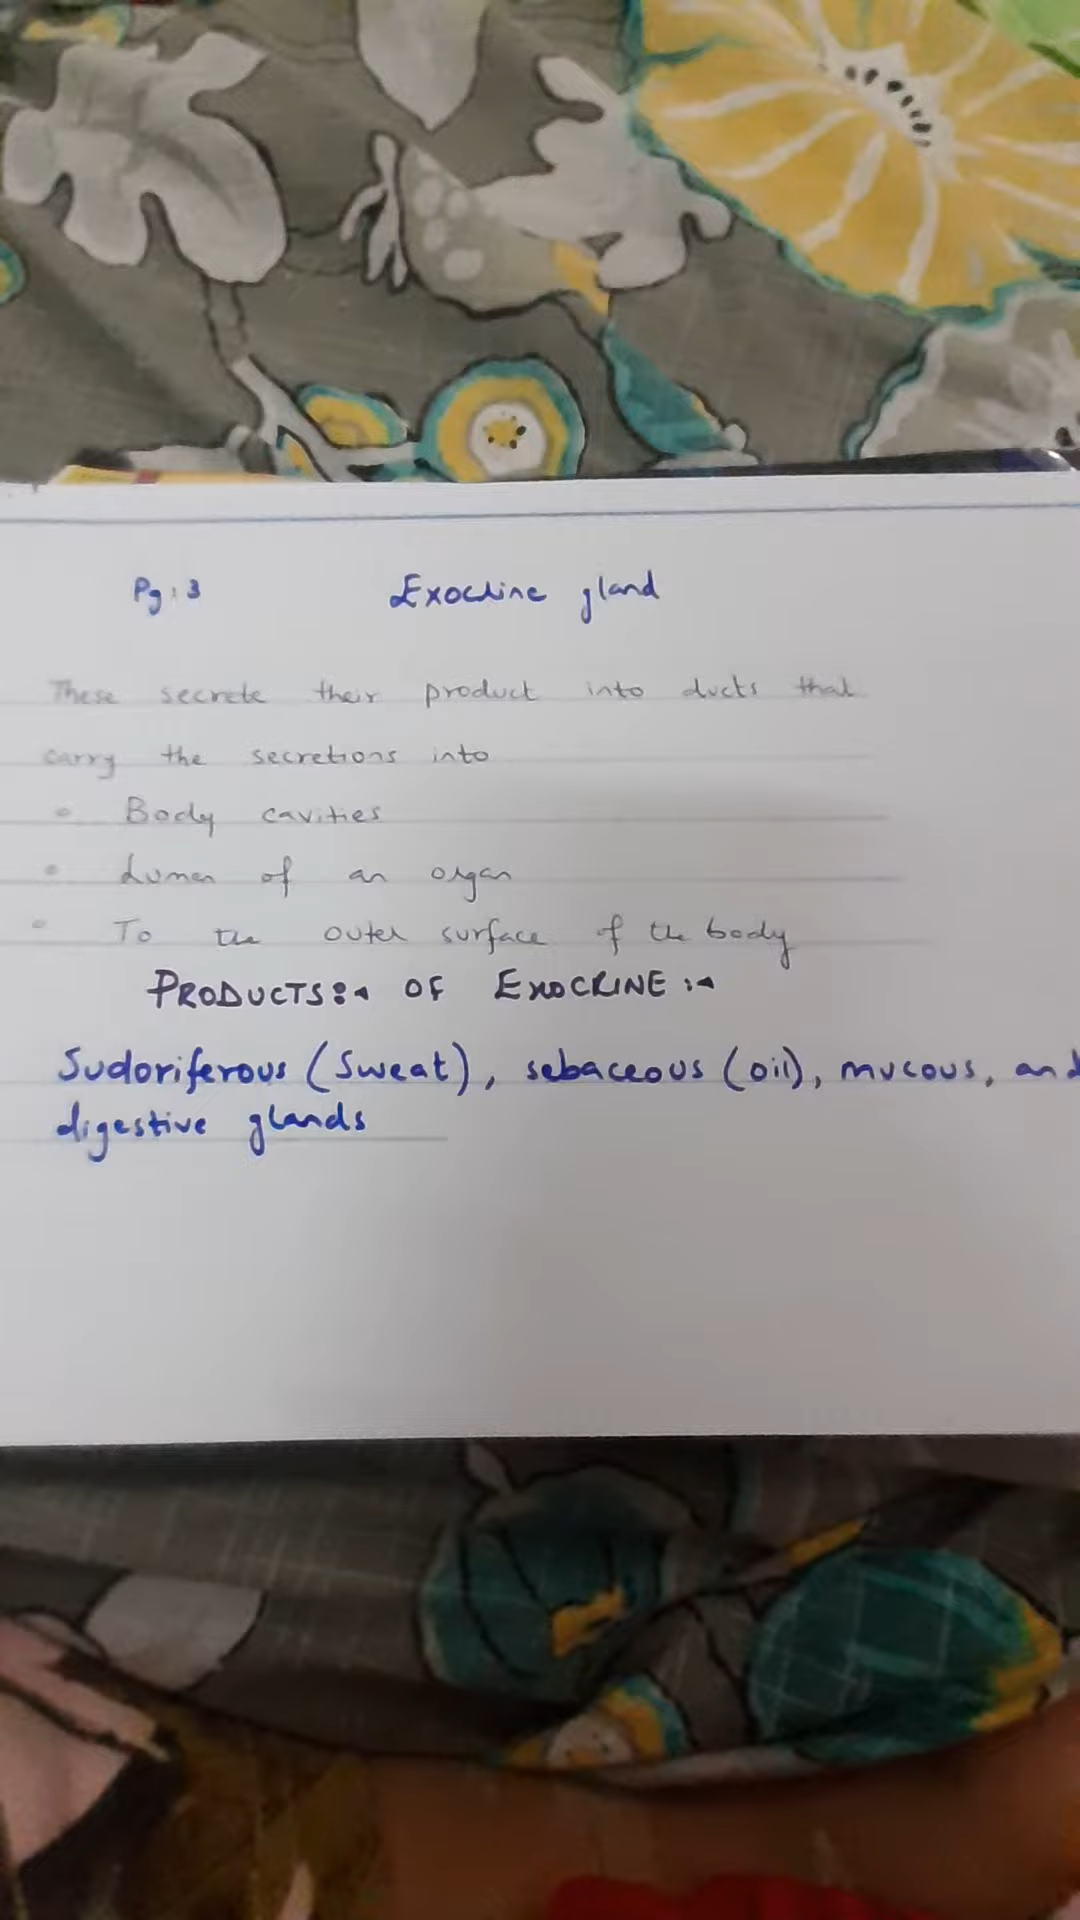 Pg: 3 Exocrine gland
These secrete their product into ducts that
carry the secretions into
• Body cavities
• Lumen of an organ
• To the outer surface of the body
PRODUCTS:- OF EXOCRINE :-
Sudoriferous (Sweat), sebaceous (oil), mucous, and
digestive glands